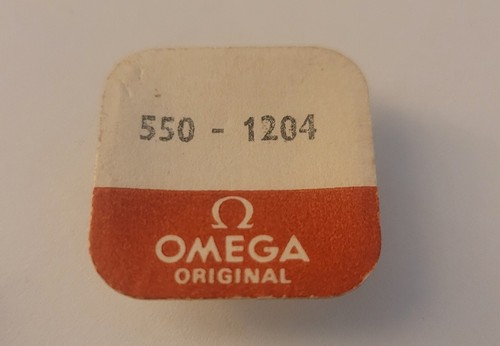 550 - 1204
Ω
OMEGA
ORIGINAL